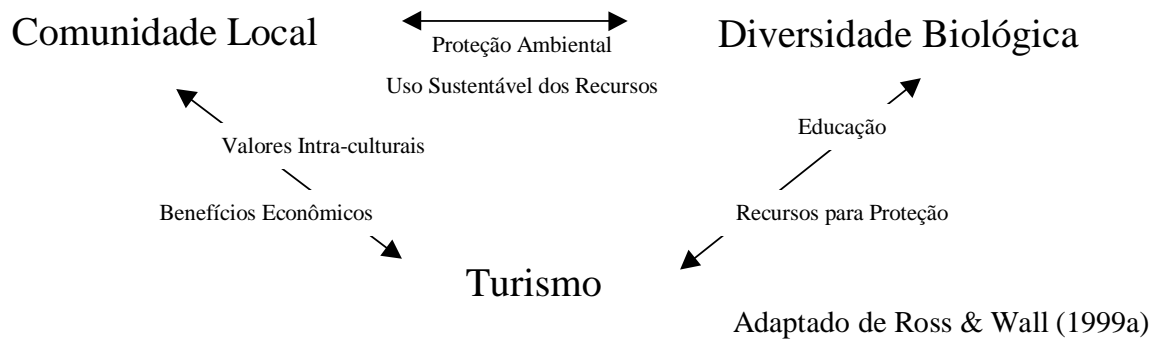 Comunidade Local
Diversidade Biológica
Proteção Ambiental
Uso Sustentável dos Recursos
Valores Intra-culturais
Educação
Benefícios Econômicos
Recursos para Proteção
Turismo
Adaptado de Ross & Wall (1999a)